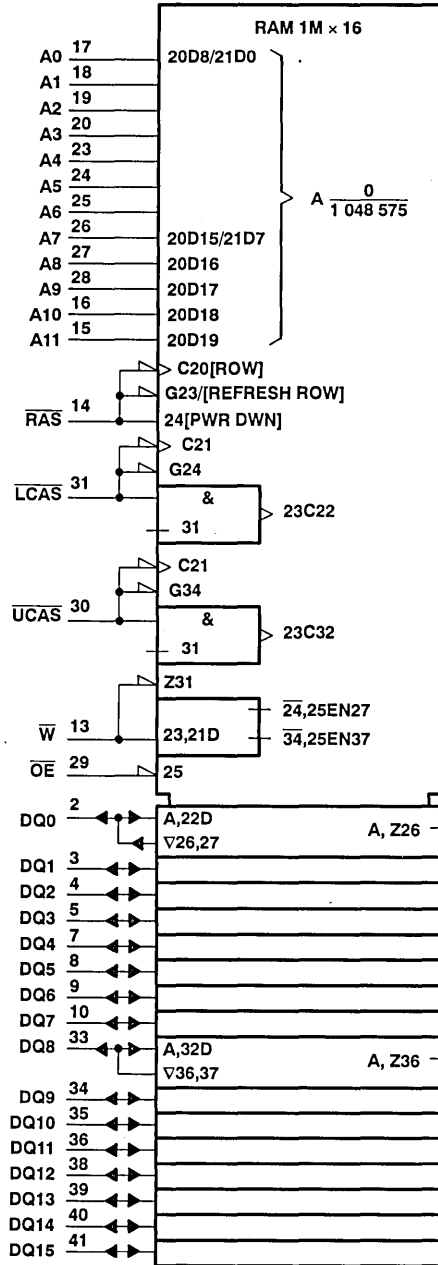 RAM 1M × 16
A0 17 20D8/21D0
A1 18
A2 19
A3 20
A4 23
A5 24
A6 25
A 0
1 048 575
A7 26 20D15/21D7
A8 27 20D16
A9 28 20D17
A10 16 20D18
A11 15 20D19
C20[ROW]
G23/[REFRESH ROW]
RAS 14 24[PWR DWN]
C21
G24
LCAS 31 & 23C22
31
C21
G34
UCAS 30 & 23C32
31
Z31
24,25EN27
W 13 23,21D
34,25EN37
OE 29 25
DQ0 2 A,22D A, Z26
∇26,27
DQ1 3
DQ2 4
DQ3 5
DQ4 7
DQ5 8
DQ6 9
DQ7 10
DQ8 33 A,32D A, Z36
∇36,37
DQ9 34
DQ10 35
DQ11 36
DQ12 38
DQ13 39
DQ14 40
DQ15 41